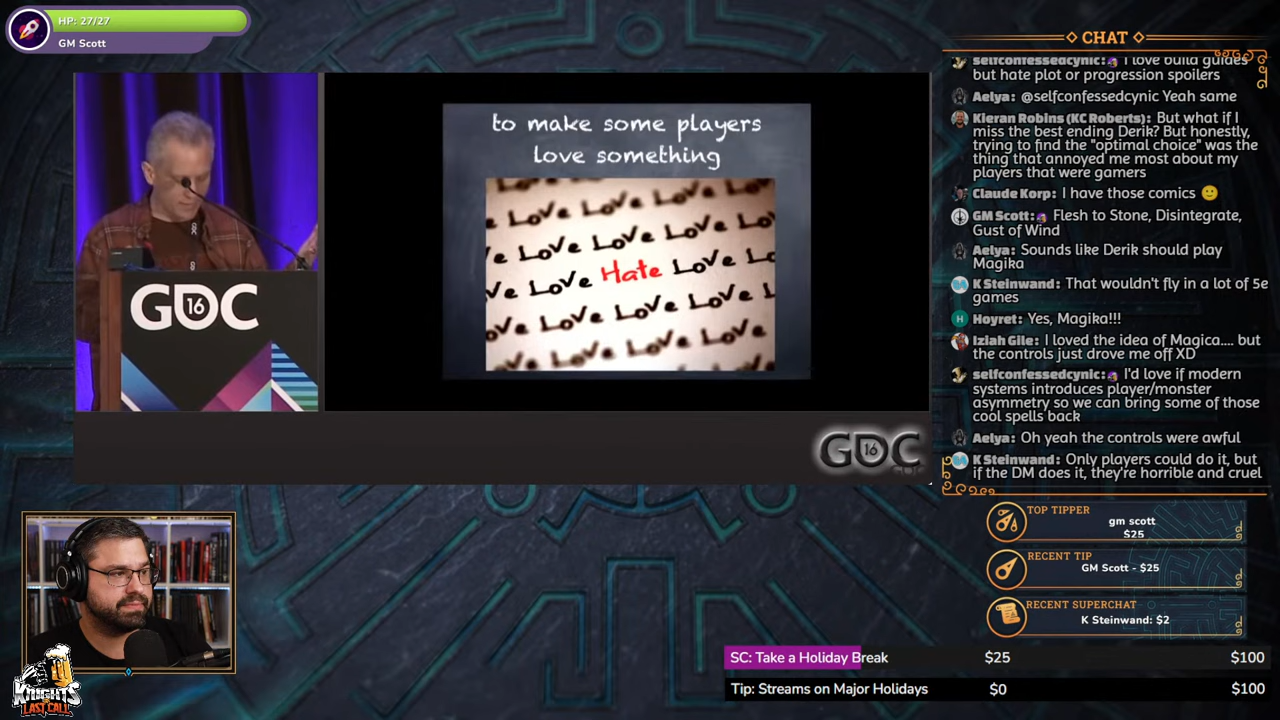 HP: 27/27
GM Scott
to make some players
love something
Love Love Love Love
Love Love Love Love
Love Hate Love
Love Love Love
Love Love Love
GDC
16
GDC
16
KNIGHTS
OF
LAST CALL
CHAT
selfconfessedcynic: I love build guides
but hate plot or progression spoilers
Aelya: @selfconfessedcynic Yeah same
Kieran Robins (KC Roberts): But what if I
miss the best ending Derik? But honestly,
trying to find the "optimal choice" was the
thing that annoyed me most about my
players that were gamers
Claude Korp: I have those comics 🙂
GM Scott: Flesh to Stone, Disintegrate,
Gust of Wind
Aelya: Sounds like Derik should play
Magika
K Steinwand: That wouldn't fly in a lot of 5e
games
Hoyret: Yes, Magika!!!
Iziah Gile: I loved the idea of Magica.... but
the controls just drove me off XD
selfconfessedcynic: I'd love if modern
systems introduces player/monster
asymmetry so we can bring some of those
cool spells back
Aelya: Oh yeah the controls were awful
K Steinwand: Only players could do it, but
if the DM does it, they're horrible and cruel
TOP TIPPER
gm scott
$25
RECENT TIP
GM Scott - $25
RECENT SUPERCHAT
K Steinwand: $2
SC: Take a Holiday Break $25 $100
Tip: Streams on Major Holidays $0 $100